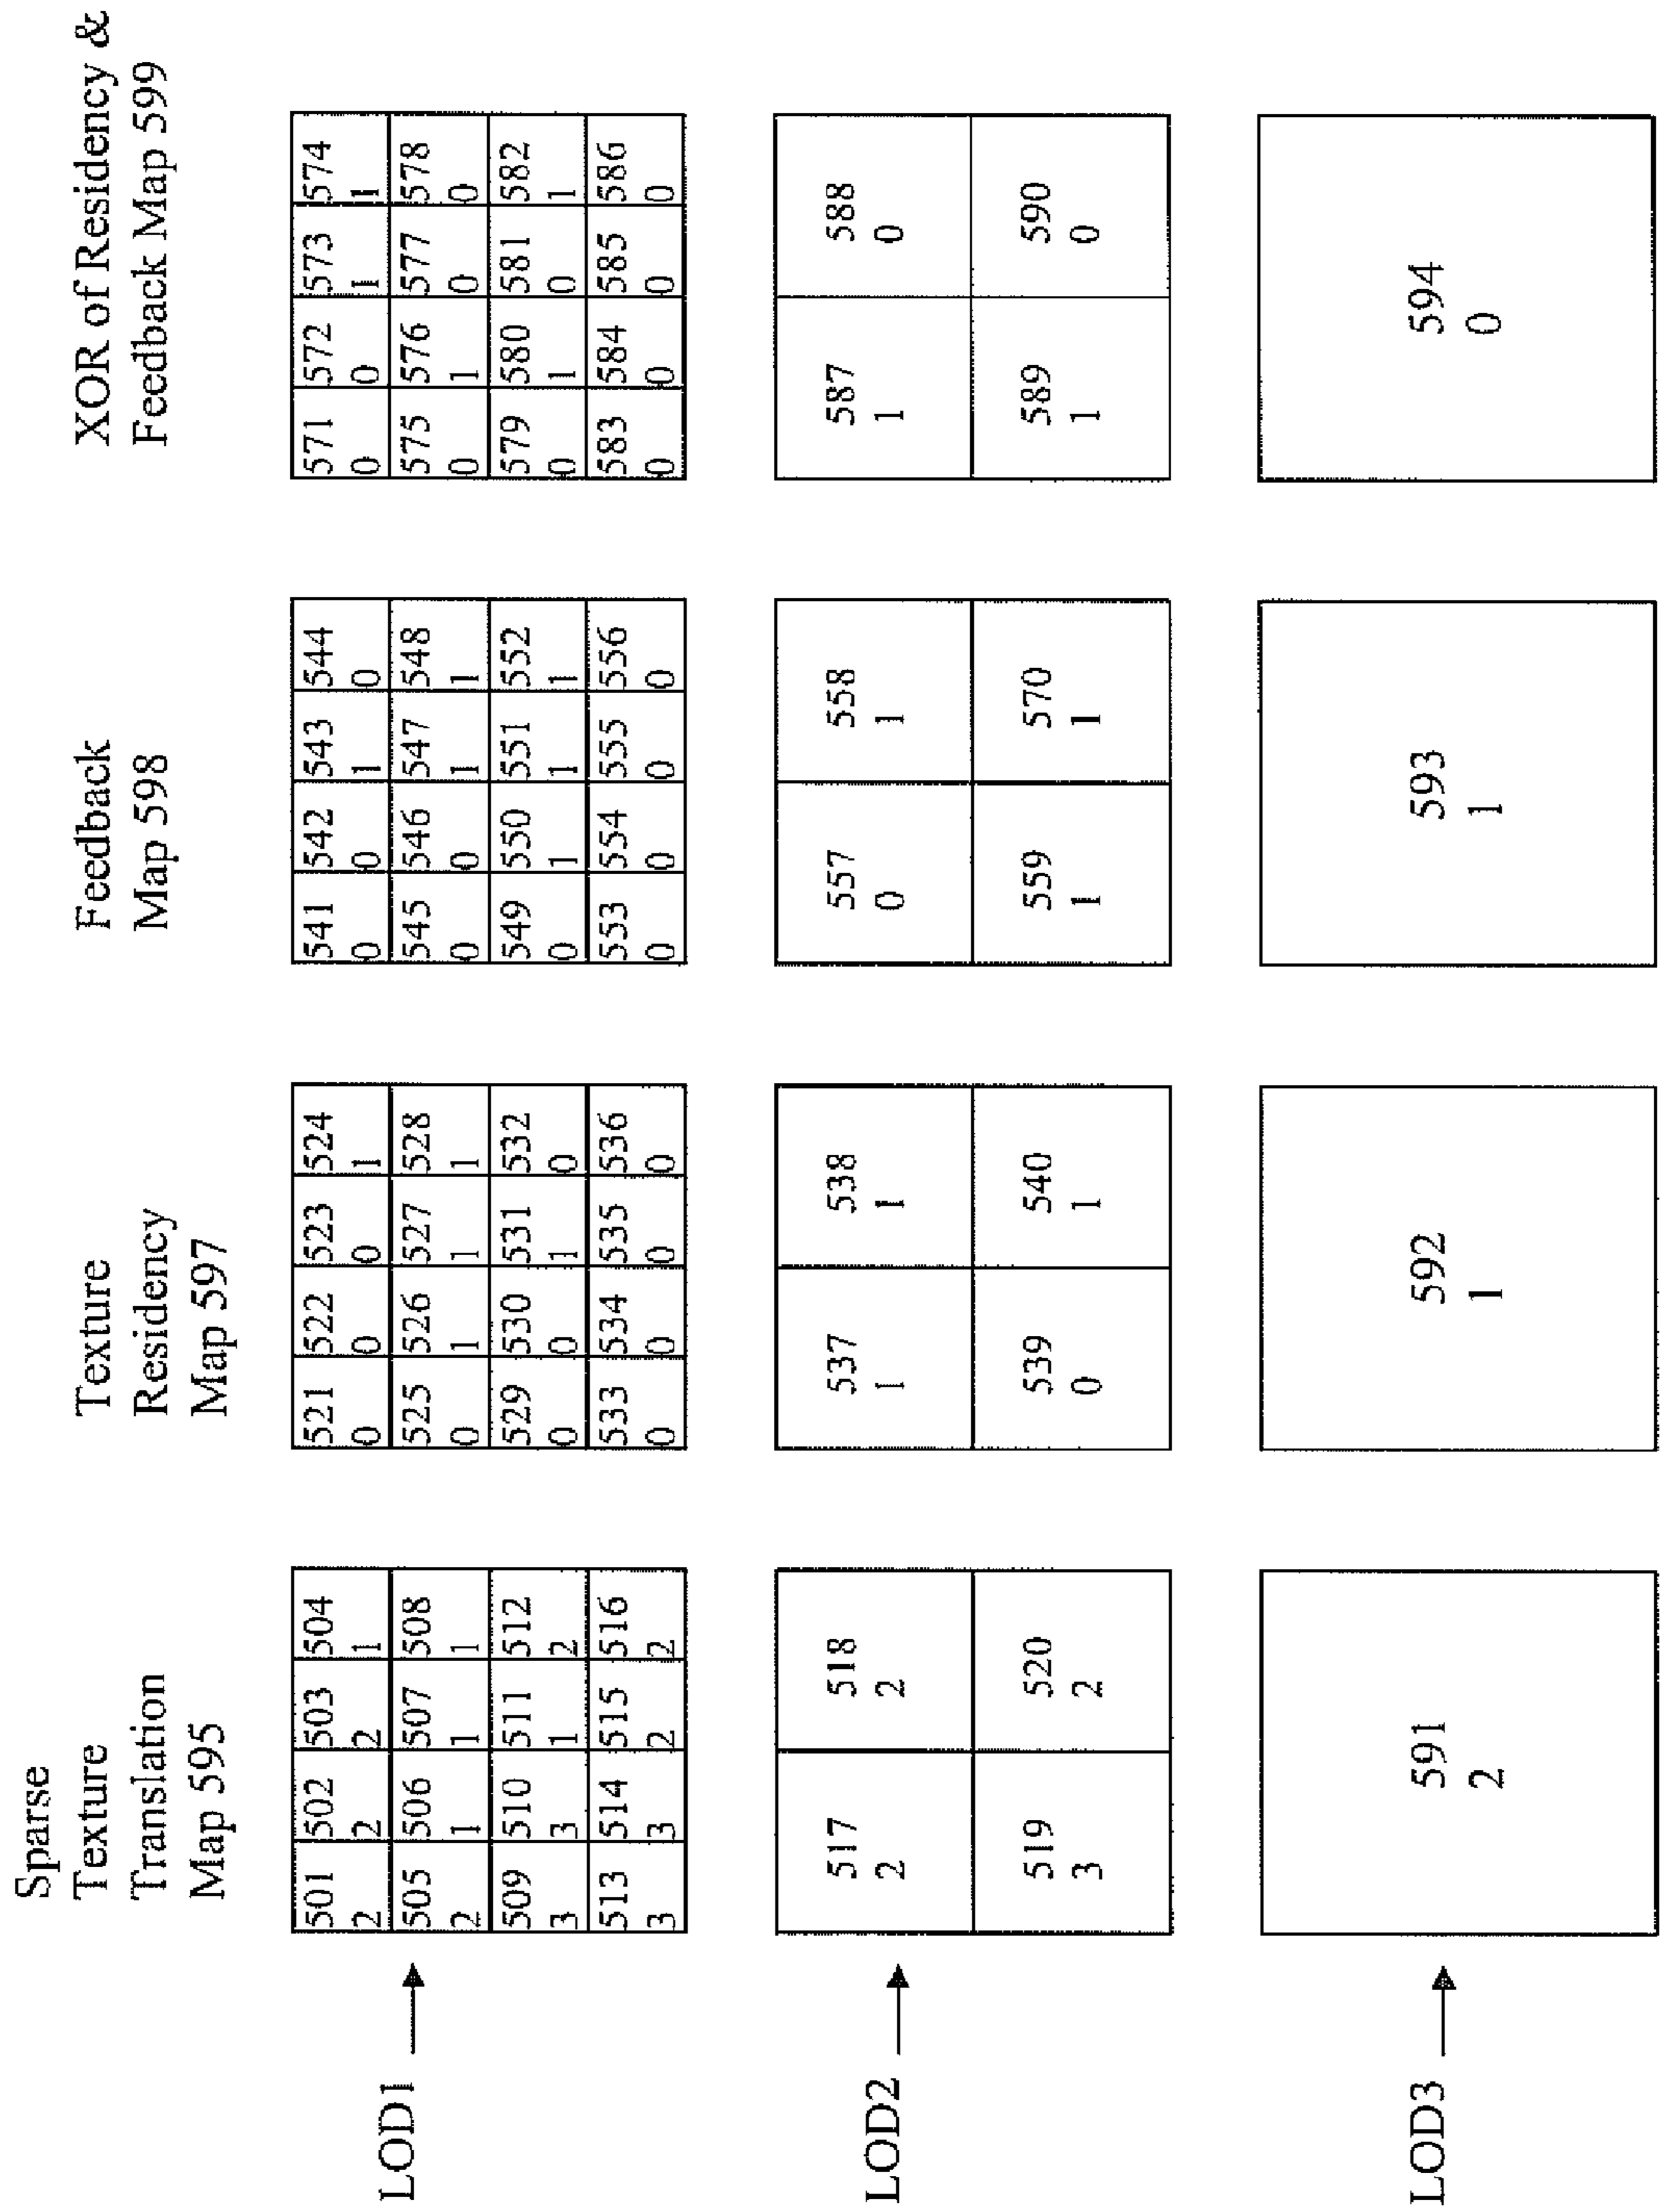 Sparse
Texture
Translation
Map 595
Texture
Residency
Map 597
Feedback
Map 598
XOR of Residency &
Feedback Map 599
LOD1
501 502 503 504
2 2 2 1
505 506 507 508
2 1 1 1
509 510 511 512
3 3 1 2
513 514 515 516
3 3 2 2
521 522 523 524
0 0 0 1
525 526 527 528
0 1 1 1
529 530 531 532
0 0 1 0
533 534 535 536
0 0 0 0
541 542 543 544
0 0 1 0
545 546 547 548
0 0 1 1
549 550 551 552
0 1 1 1
553 554 555 556
0 0 0 0
571 572 573 574
0 0 1 1
575 576 577 578
0 1 0 0
579 580 581 582
0 1 0 1
583 584 585 586
0 0 0 0
LOD2
517 518
2 2
519 520
3 2
537 538
1 1
539 540
0 1
557 558
0 1
559 570
1 1
587 588
1 0
589 590
1 0
LOD3
591
2
592
1
593
1
594
0